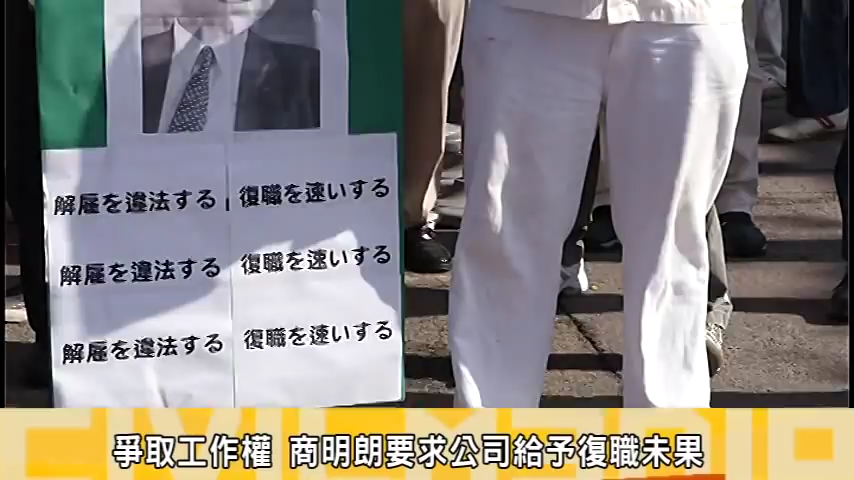 解雇を違法する 復職を速いする
解雇を違法する 復職を速いする
解雇を違法する 復職を速いする
爭取工作權 商明朗要求公司給予復職未果